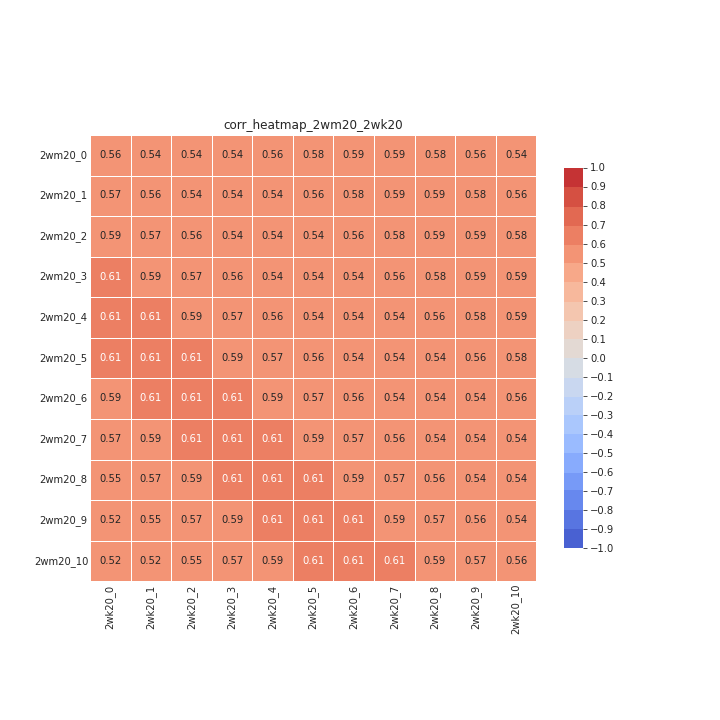 corr_heatmap_2wm20_2wk20
2wm20_0 0.56 0.54 0.54 0.54 0.56 0.58 0.59 0.59 0.58 0.56 0.54
2wm20_1 0.57 0.56 0.54 0.54 0.54 0.56 0.58 0.59 0.59 0.58 0.56
2wm20_2 0.59 0.57 0.56 0.54 0.54 0.54 0.56 0.58 0.59 0.59 0.58
2wm20_3 0.61 0.59 0.57 0.56 0.54 0.54 0.54 0.56 0.58 0.59 0.59
2wm20_4 0.61 0.61 0.59 0.57 0.56 0.54 0.54 0.54 0.56 0.58 0.59
2wm20_5 0.61 0.61 0.61 0.59 0.57 0.56 0.54 0.54 0.54 0.56 0.58
2wm20_6 0.59 0.61 0.61 0.61 0.59 0.57 0.56 0.54 0.54 0.54 0.56
2wm20_7 0.57 0.59 0.61 0.61 0.61 0.59 0.57 0.56 0.54 0.54 0.54
2wm20_8 0.55 0.57 0.59 0.61 0.61 0.61 0.59 0.57 0.56 0.54 0.54
2wm20_9 0.52 0.55 0.57 0.59 0.61 0.61 0.61 0.59 0.57 0.56 0.54
2wm20_10 0.52 0.52 0.55 0.57 0.59 0.61 0.61 0.61 0.59 0.57 0.56
2wk20_0 2wk20_1 2wk20_2 2wk20_3 2wk20_4 2wk20_5 2wk20_6 2wk20_7 2wk20_8 2wk20_9 2wk20_10
1.0
0.9
0.8
0.7
0.6
0.5
0.4
0.3
0.2
0.1
0.0
−0.1
−0.2
−0.3
−0.4
−0.5
−0.6
−0.7
−0.8
−0.9
−1.0